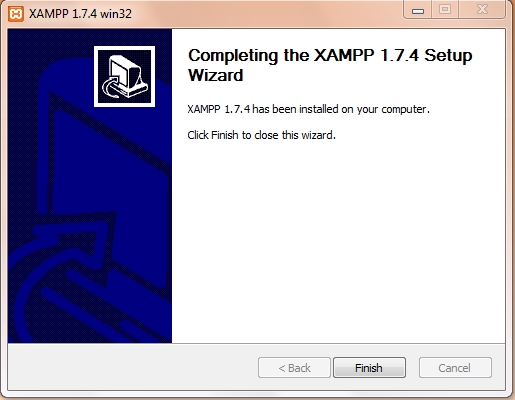 XAMPP 1.7.4 win32
Completing the XAMPP 1.7.4 Setup
Wizard
XAMPP 1.7.4 has been installed on your computer.
Click Finish to close this wizard.
< Back
Finish
Cancel